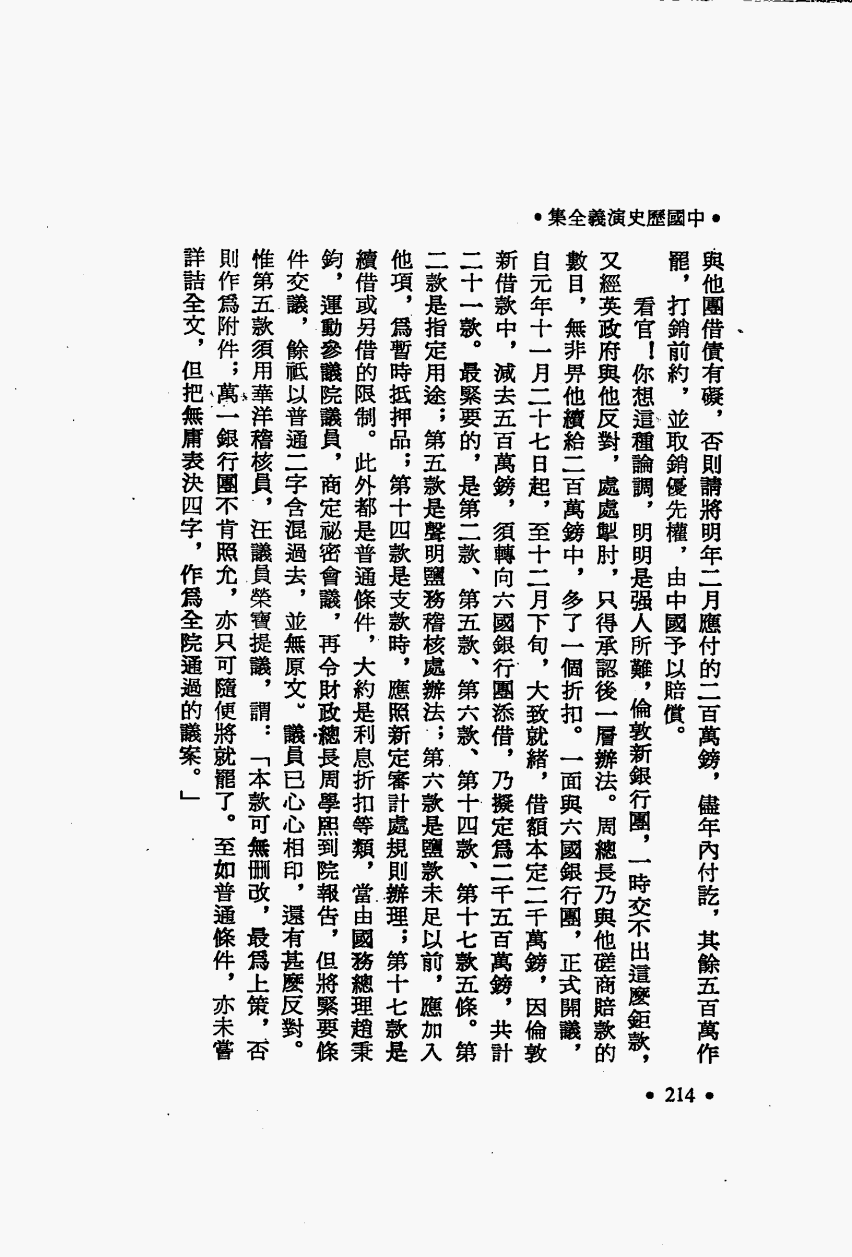 •中國歷史演義全集•
與他團借債有礙，否則請將明年二月應付的二百萬鎊，儘年內付訖，其餘五百萬作
罷，打銷前約，並取銷優先權，由中國予以賠償。
看官！你想這種論調，明明是强人所難，倫敦新銀行團，一時交不出這麼鉅款，
又經英政府與他反對，處處掣肘，只得承認後一層辦法。周總長乃與他磋商賠款的
數目，無非畀他續給二百萬鎊中，多了一個折扣。一面與六國銀行團，正式開議，
自元年十一月二十七日起，至十二月下旬，大致就緒，借額本定二千萬鎊，因倫敦
新借款中，減去五百萬鎊，須轉向六國銀行團添借，乃擬定爲二千五百萬鎊，共計
二十一款。最緊要的，是第二款、第五款、第六款、第十四款、第十七款五條。第
二款是指定用途；第五款是聲明鹽務稽核處辦法；第六款是鹽款未足以前，應加入
他項，爲暫時抵押品；第十四款是支款時，應照新定審計處規則辦理；第十七款是
續借或另借的限制。此外都是普通條件，大約是利息折扣等類，當由國務總理趙秉
鈞，運動參議院議員，商定祕密會議，再令財政總長周學熙到院報告，但將緊要條
件交議，餘祗以普通二字含混過去，並無原文。議員已心心相印，還有甚麼反對。
惟第五款須用華洋稽核員，汪議員榮寶提議，謂：「本款可無刪改，最爲上策，否
則作爲附件；萬一銀行團不肯照允，亦只可隨便將就罷了。至如普通條件，亦未嘗
詳詰全文，但把無庸表決四字，作爲全院通過的議案。」
•214•